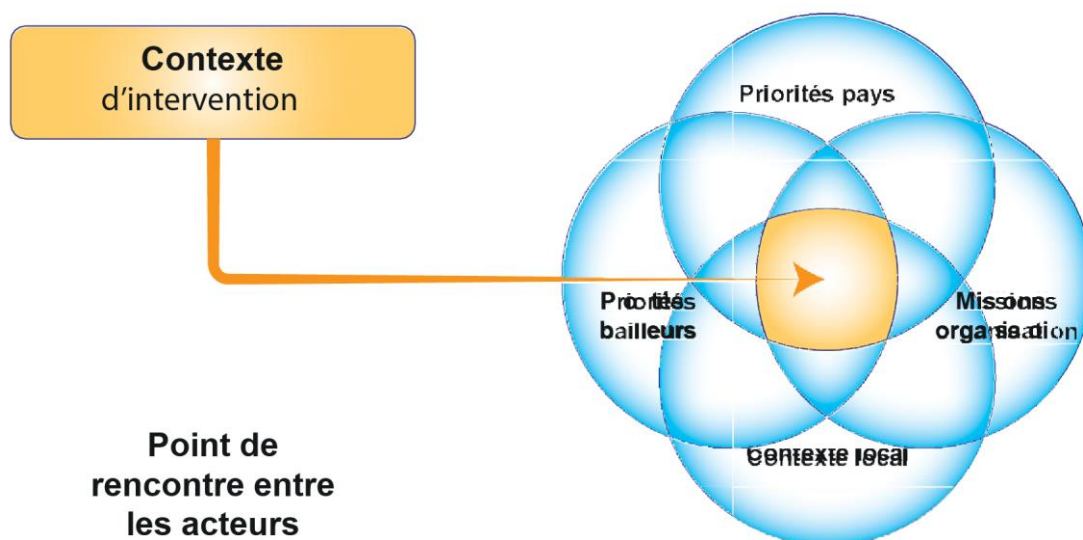 Contexte
d’intervention
Priorités pays
Priorités
bailleurs
Missions
organisation
Contexte local
Point de
rencontre entre
les acteurs